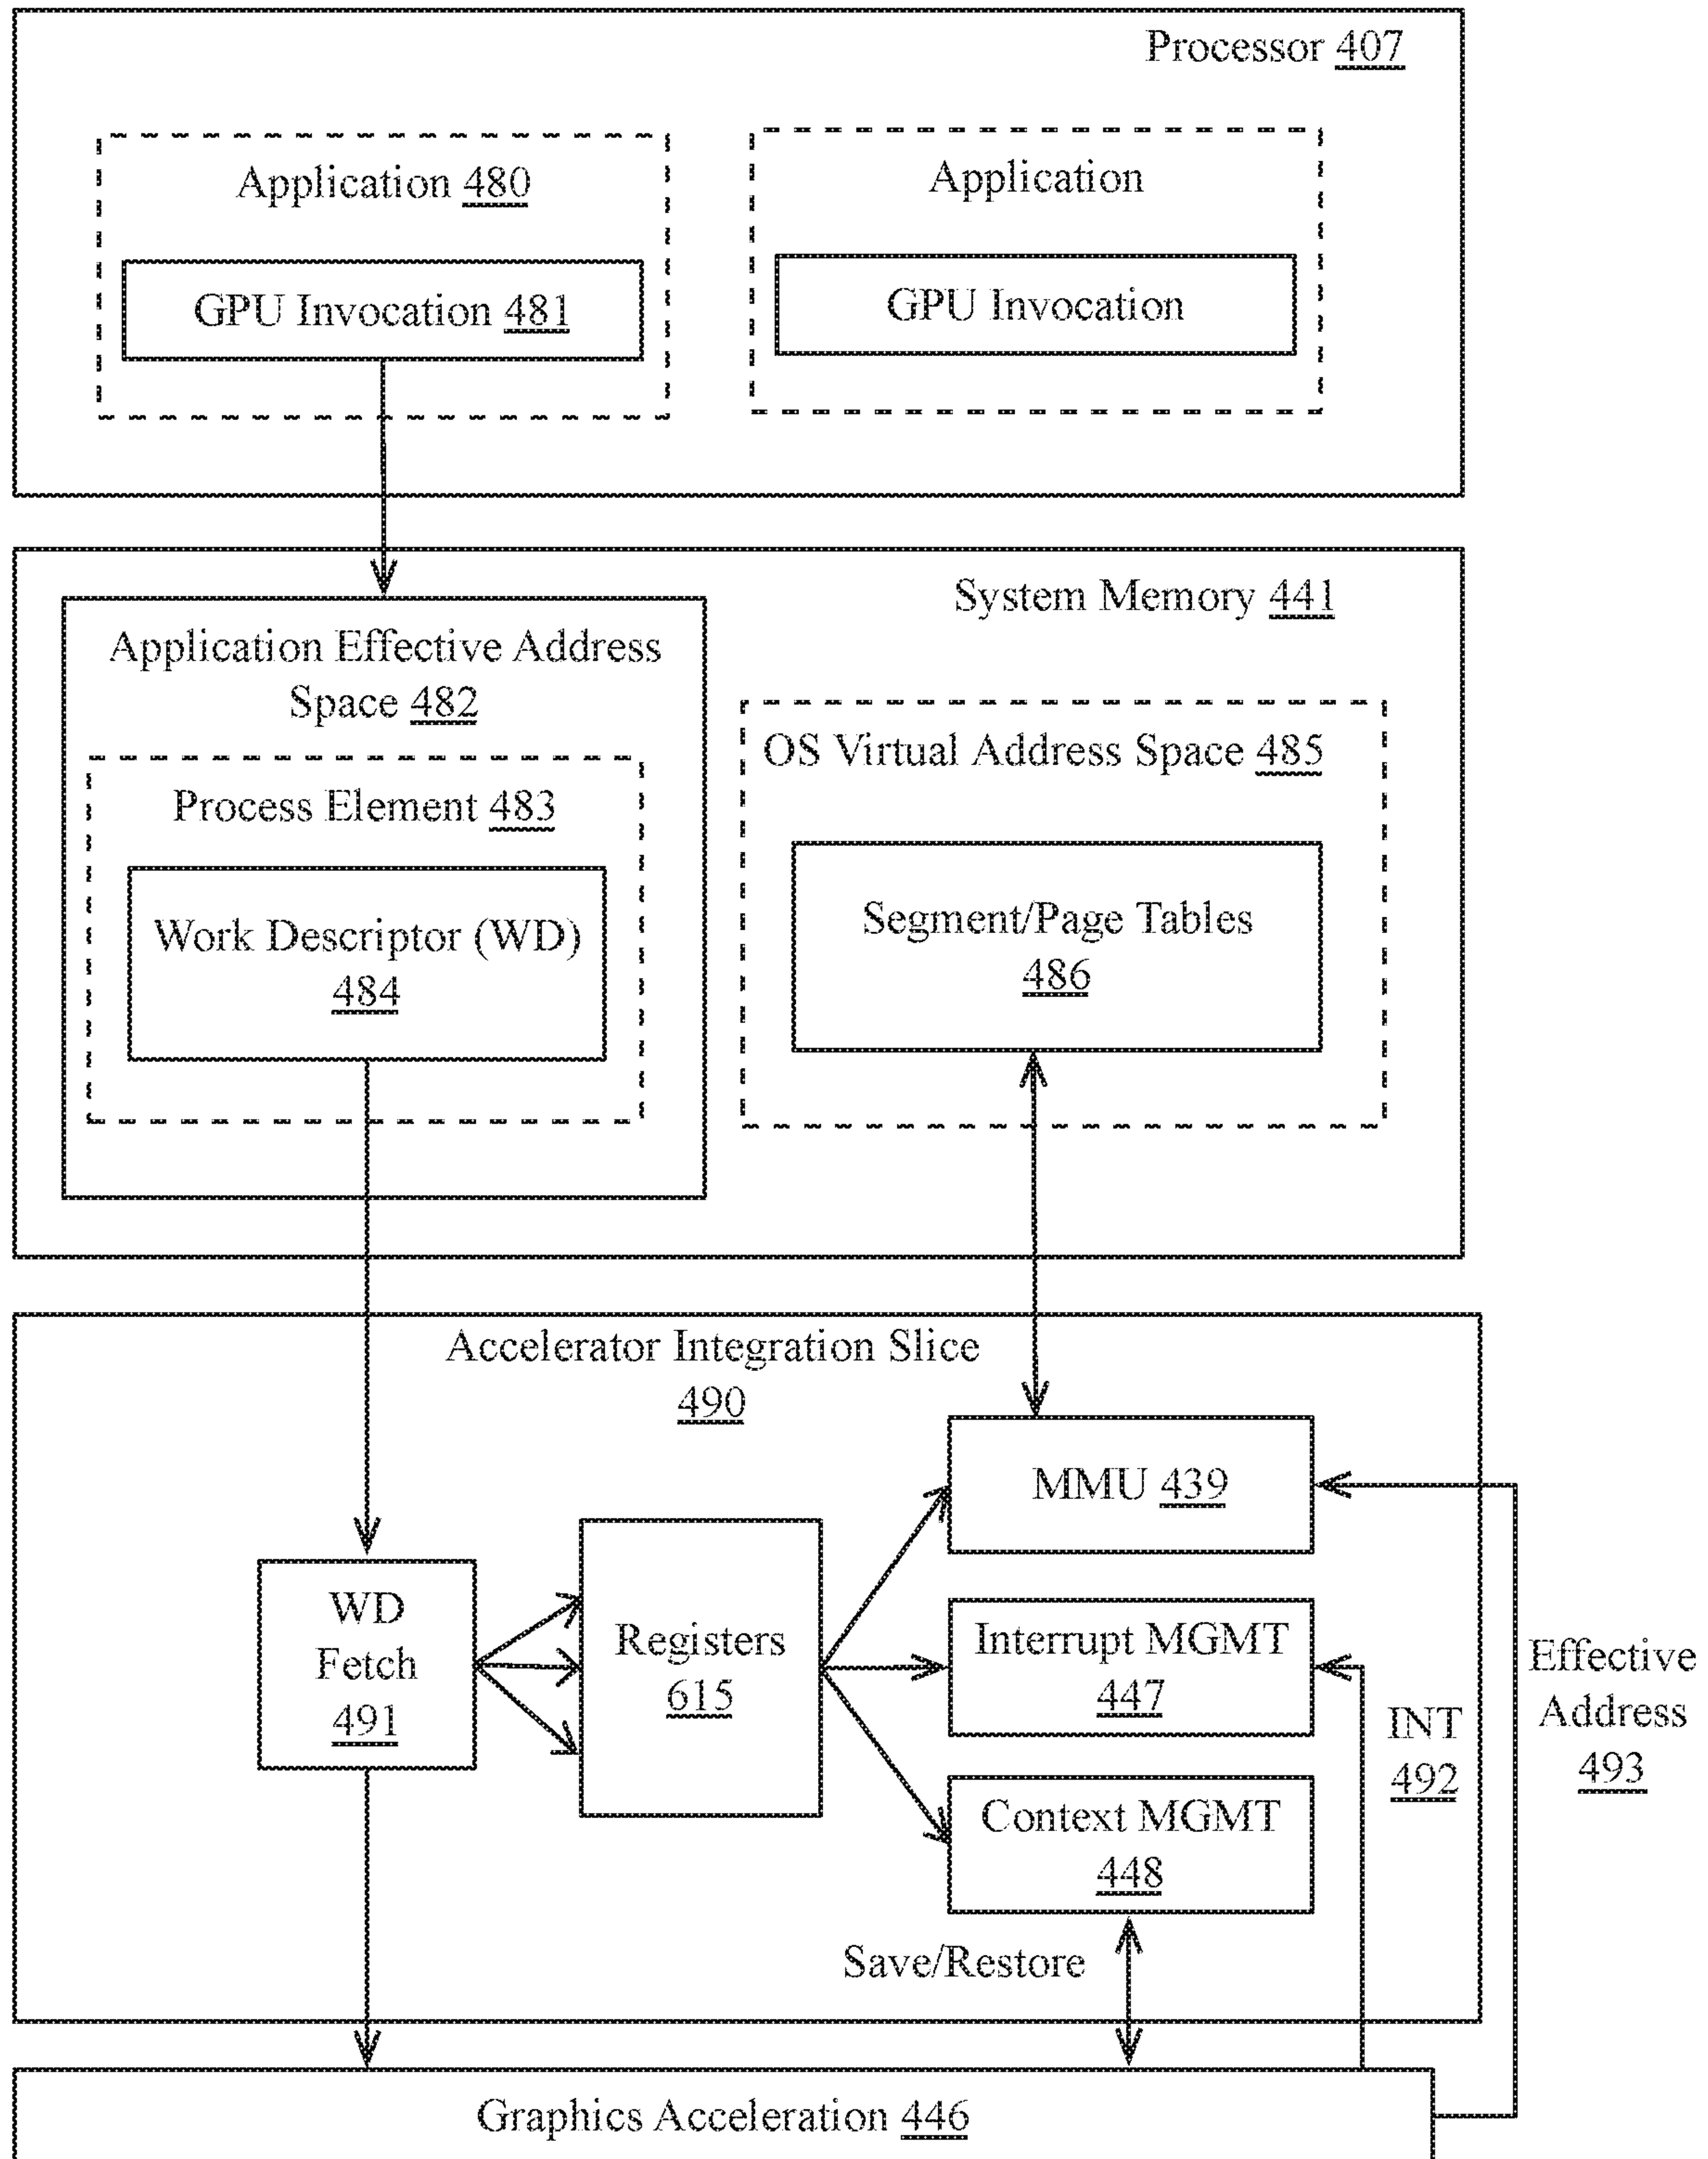 Processor 407
Application 480
GPU Invocation 481
Application
GPU Invocation
System Memory 441
Application Effective Address
Space 482
Process Element 483
Work Descriptor (WD)
484
OS Virtual Address Space 485
Segment/Page Tables
486
Accelerator Integration Slice
490
WD
Fetch
491
Registers
615
MMU 439
Interrupt MGMT
447
Context MGMT
448
Save/Restore
INT
492
Effective
Address
493
Graphics Acceleration 446